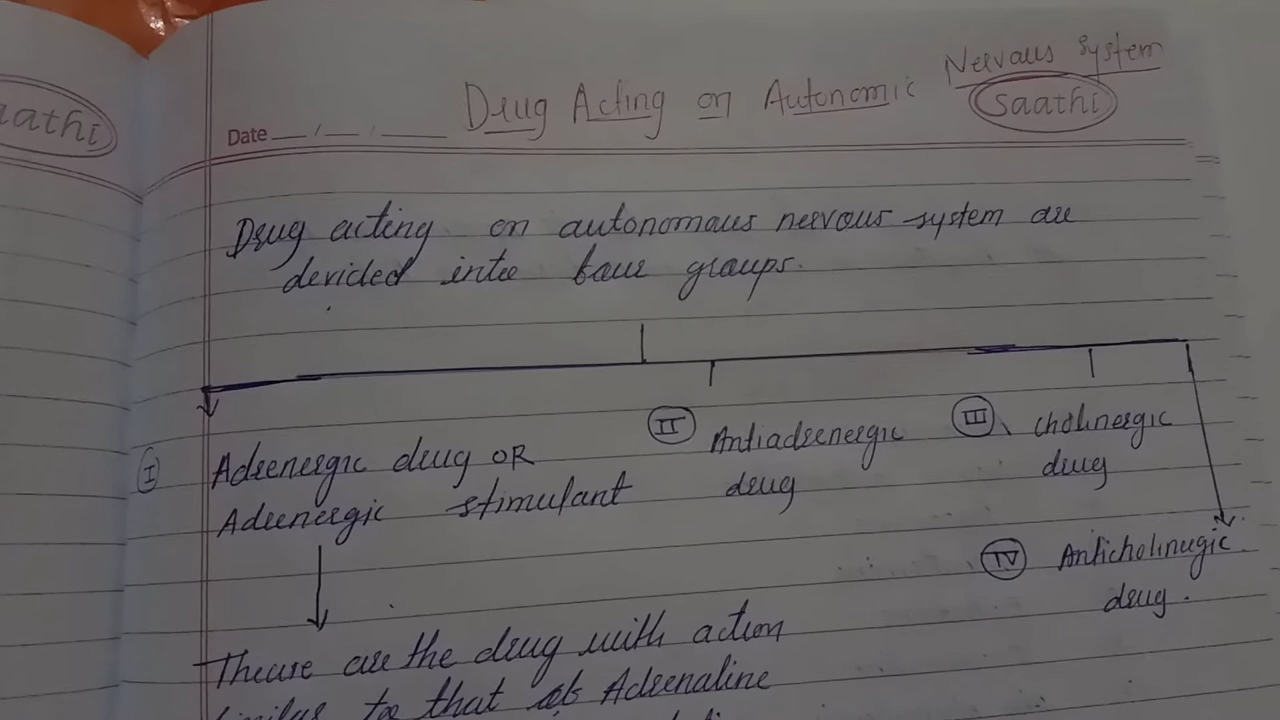 aathi
Drug Acting on Autonomic Nervous System
Saathi
Date
Drug acting on autonomous nervous system are
devided into four groups.
I Adrenergic drug OR
Adrenergic stimulant
II Antiadrenergic
drug
III cholinergic
drug
IV Anticholinergic
drug.
These are the drug with action
similar to that of Adrenaline